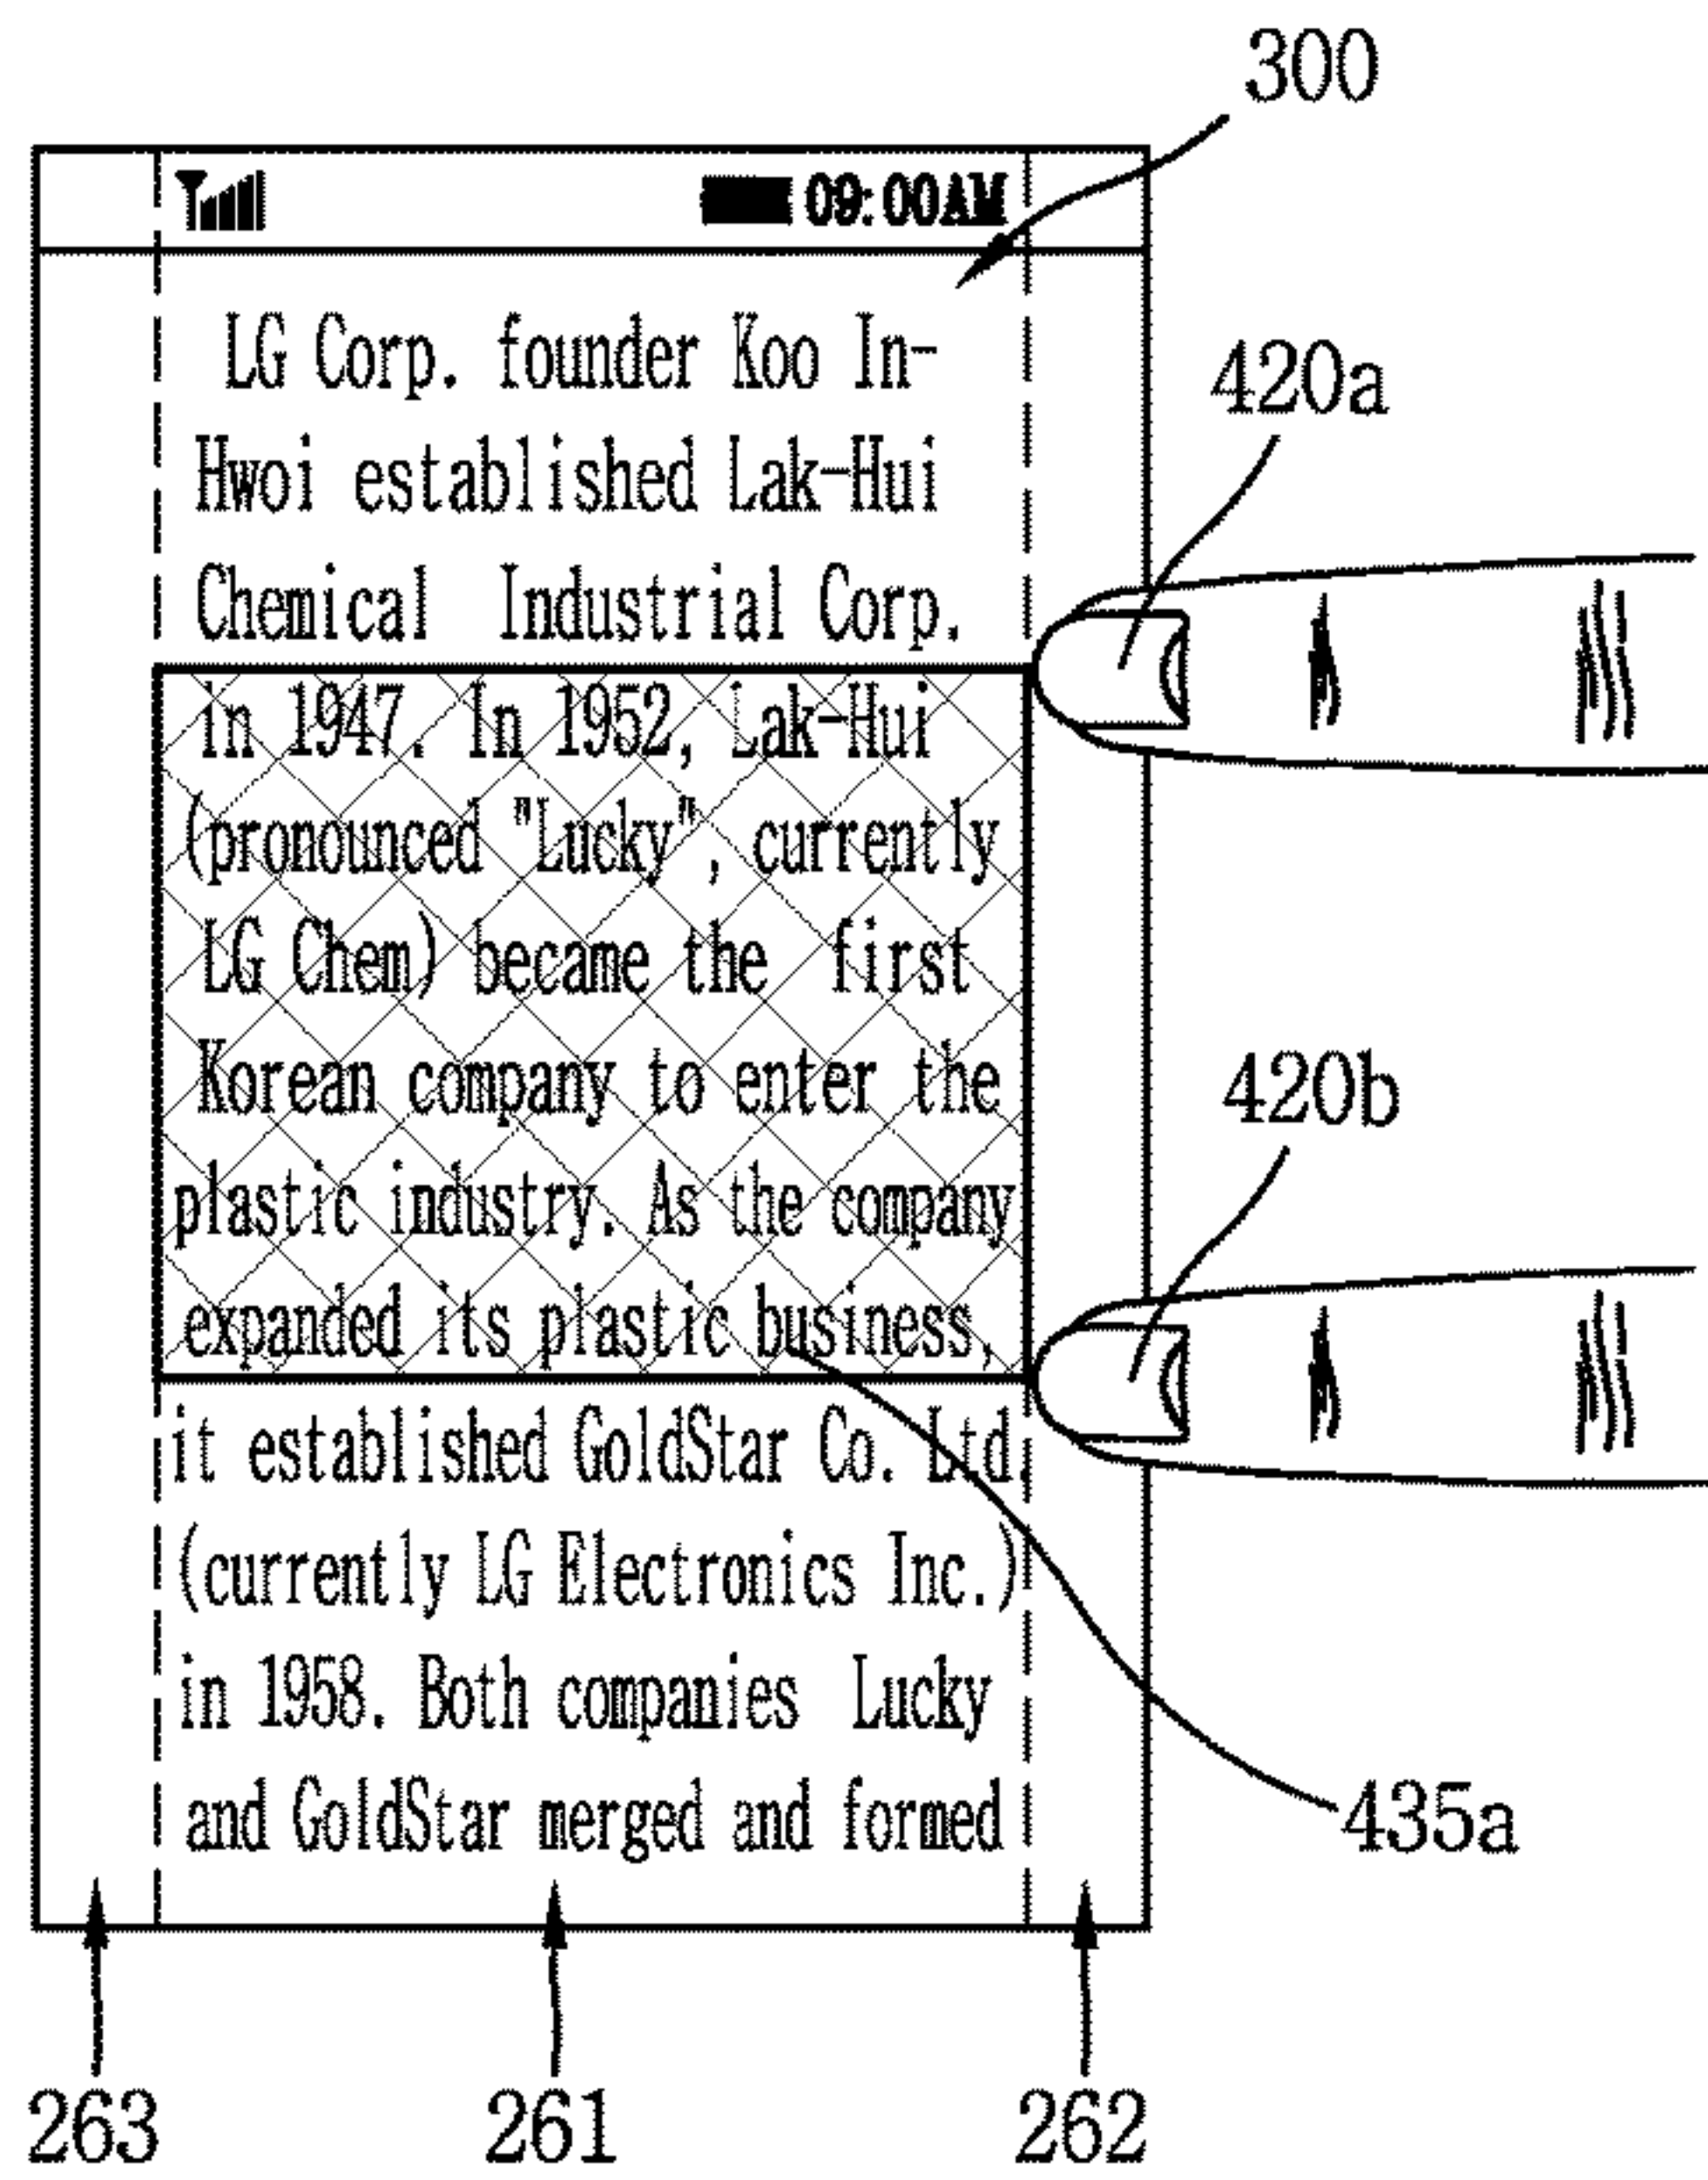 300
09:00AM
LG Corp. founder Koo In-
420a
Hwoi established Lak-Hui
Chemical Industrial Corp.
in 1947. In 1952, Lak-Hui
(pronounced "Lucky", currently
LG Chem) became the first
420b
Korean company to enter the
plastic industry. As the company
expanded its plastic business,
it established GoldStar Co. Ltd.
(currently LG Electronics Inc.)
in 1958. Both companies Lucky
and GoldStar merged and formed
435a
263 261 262